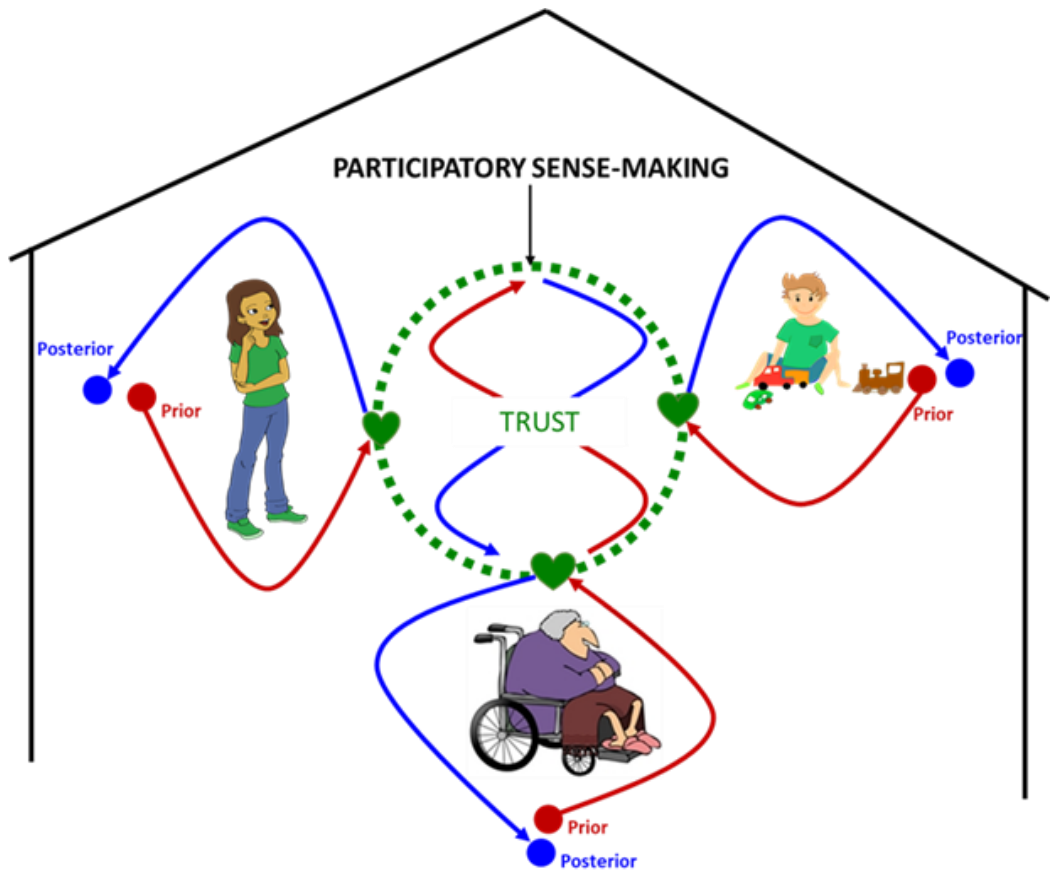 PARTICIPATORY SENSE-MAKING
Posterior
Prior
TRUST
Posterior
Prior
Prior
Posterior